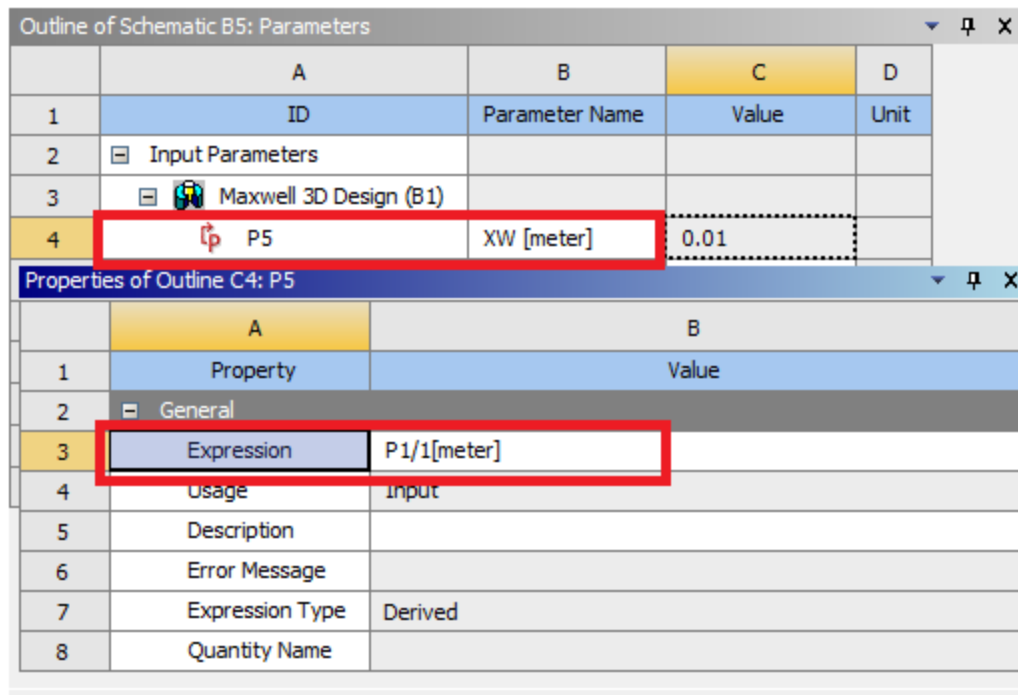 Outline of Schematic B5: Parameters
A B C D
1 ID Parameter Name Value Unit
2 Input Parameters
3 Maxwell 3D Design (B1)
4 P5 XW [meter] 0.01
Properties of Outline C4: P5
A B
1 Property Value
2 General
3 Expression P1/1[meter]
4 Usage Input
5 Description
6 Error Message
7 Expression Type Derived
8 Quantity Name